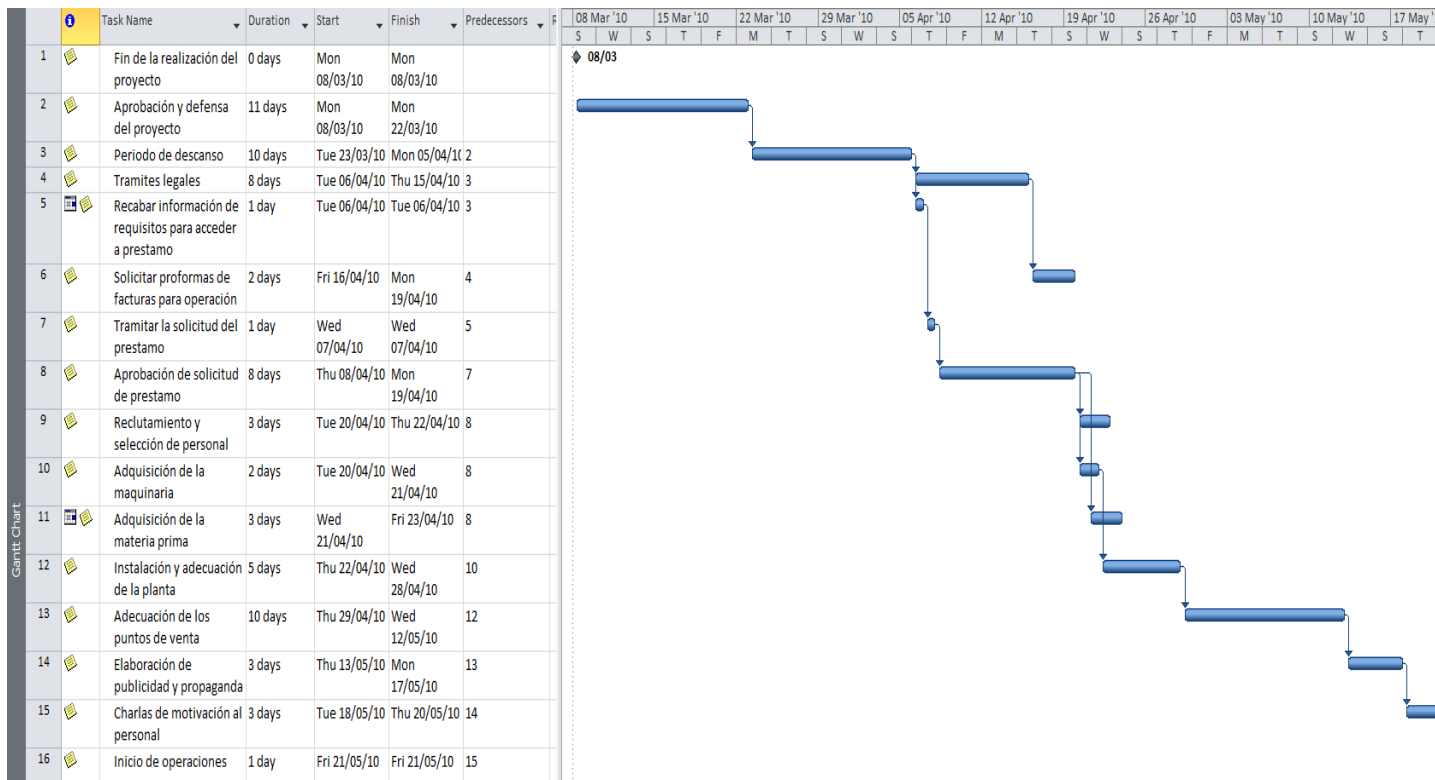 Task Name Duration Start Finish Predecessors
08 Mar '10 15 Mar '10 22 Mar '10 29 Mar '10 05 Apr '10 12 Apr '10 19 Apr '10 26 Apr '10 03 May '10 10 May '10 17 May '
S W S T F M T S W S T F M T S W S T F M T S W S T
1 Fin de la realización del 0 days Mon Mon
proyecto 08/03/10 08/03/10
08/03
2 Aprobación y defensa 11 days Mon Mon
del proyecto 08/03/10 22/03/10
3 Periodo de descanso 10 days Tue 23/03/10 Mon 05/04/10 2
4 Tramites legales 8 days Tue 06/04/10 Thu 15/04/10 3
5 Recabar información de 1 day Tue 06/04/10 Tue 06/04/10 3
requisitos para acceder
a prestamo
6 Solicitar proformas de 2 days Fri 16/04/10 Mon 4
facturas para operación 19/04/10
7 Tramitar la solicitud del 1 day Wed Wed 5
prestamo 07/04/10 07/04/10
8 Aprobación de solicitud 8 days Thu 08/04/10 Mon 7
de prestamo 19/04/10
9 Reclutamiento y 3 days Tue 20/04/10 Thu 22/04/10 8
selección de personal
10 Adquisición de la 2 days Tue 20/04/10 Wed 8
maquinaria 21/04/10
11 Adquisición de la 3 days Wed Fri 23/04/10 8
materia prima 21/04/10
12 Instalación y adecuación 5 days Thu 22/04/10 Wed 10
de la planta 28/04/10
13 Adecuación de los 10 days Thu 29/04/10 Wed 12
puntos de venta 12/05/10
14 Elaboración de 3 days Thu 13/05/10 Mon 13
publicidad y propaganda 17/05/10
15 Charlas de motivación al 3 days Tue 18/05/10 Thu 20/05/10 14
personal
16 Inicio de operaciones 1 day Fri 21/05/10 Fri 21/05/10 15
Gantt Chart